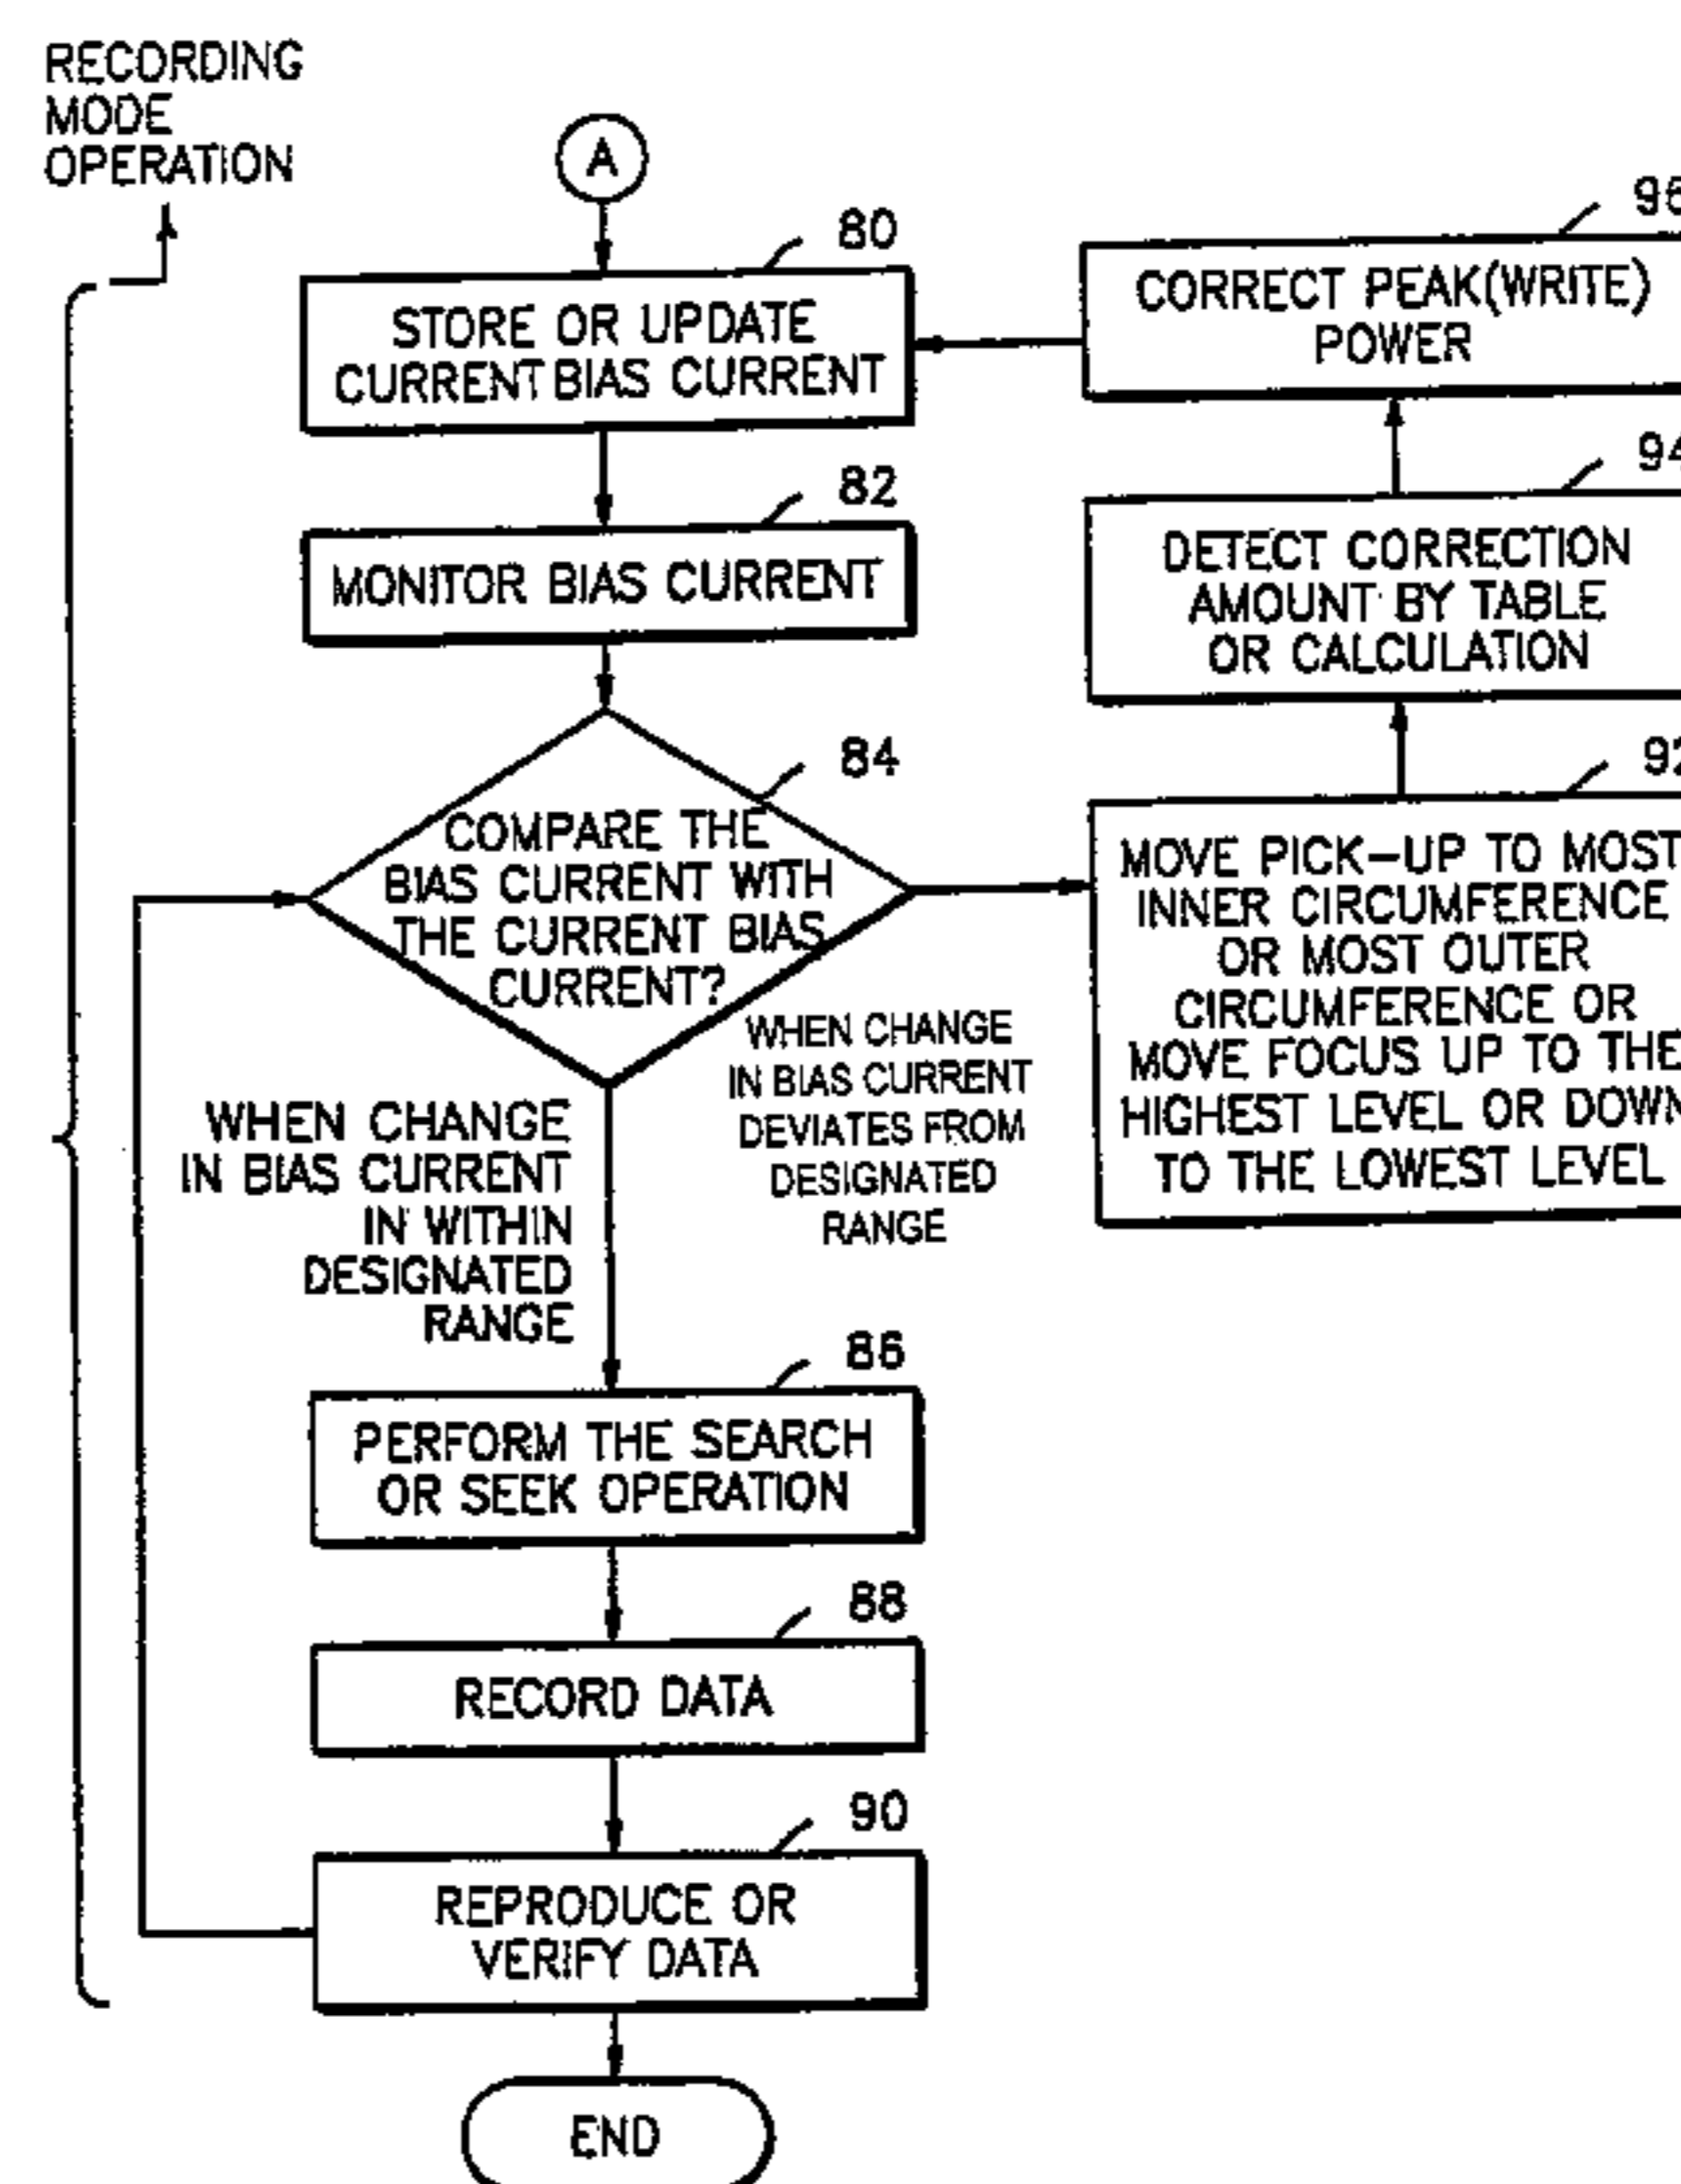 RECORDING
MODE
OPERATION
A
80
STORE OR UPDATE
CURRENT BIAS CURRENT
82
MONITOR BIAS CURRENT
84
COMPARE THE
BIAS CURRENT WITH
THE CURRENT BIAS
CURRENT?
WHEN CHANGE
IN BIAS CURRENT
IN WITHIN
DESIGNATED
RANGE
WHEN CHANGE
IN BIAS CURRENT
DEVIATES FROM
DESIGNATED
RANGE
86
PERFORM THE SEARCH
OR SEEK OPERATION
88
RECORD DATA
90
REPRODUCE OR
VERIFY DATA
END
96
CORRECT PEAK(WRITE)
POWER
94
DETECT CORRECTION
AMOUNT BY TABLE
OR CALCULATION
92
MOVE PICK-UP TO MOST
INNER CIRCUMFERENCE
OR MOST OUTER
CIRCUMFERENCE OR
MOVE FOCUS UP TO THE
HIGHEST LEVEL OR DOWN
TO THE LOWEST LEVEL